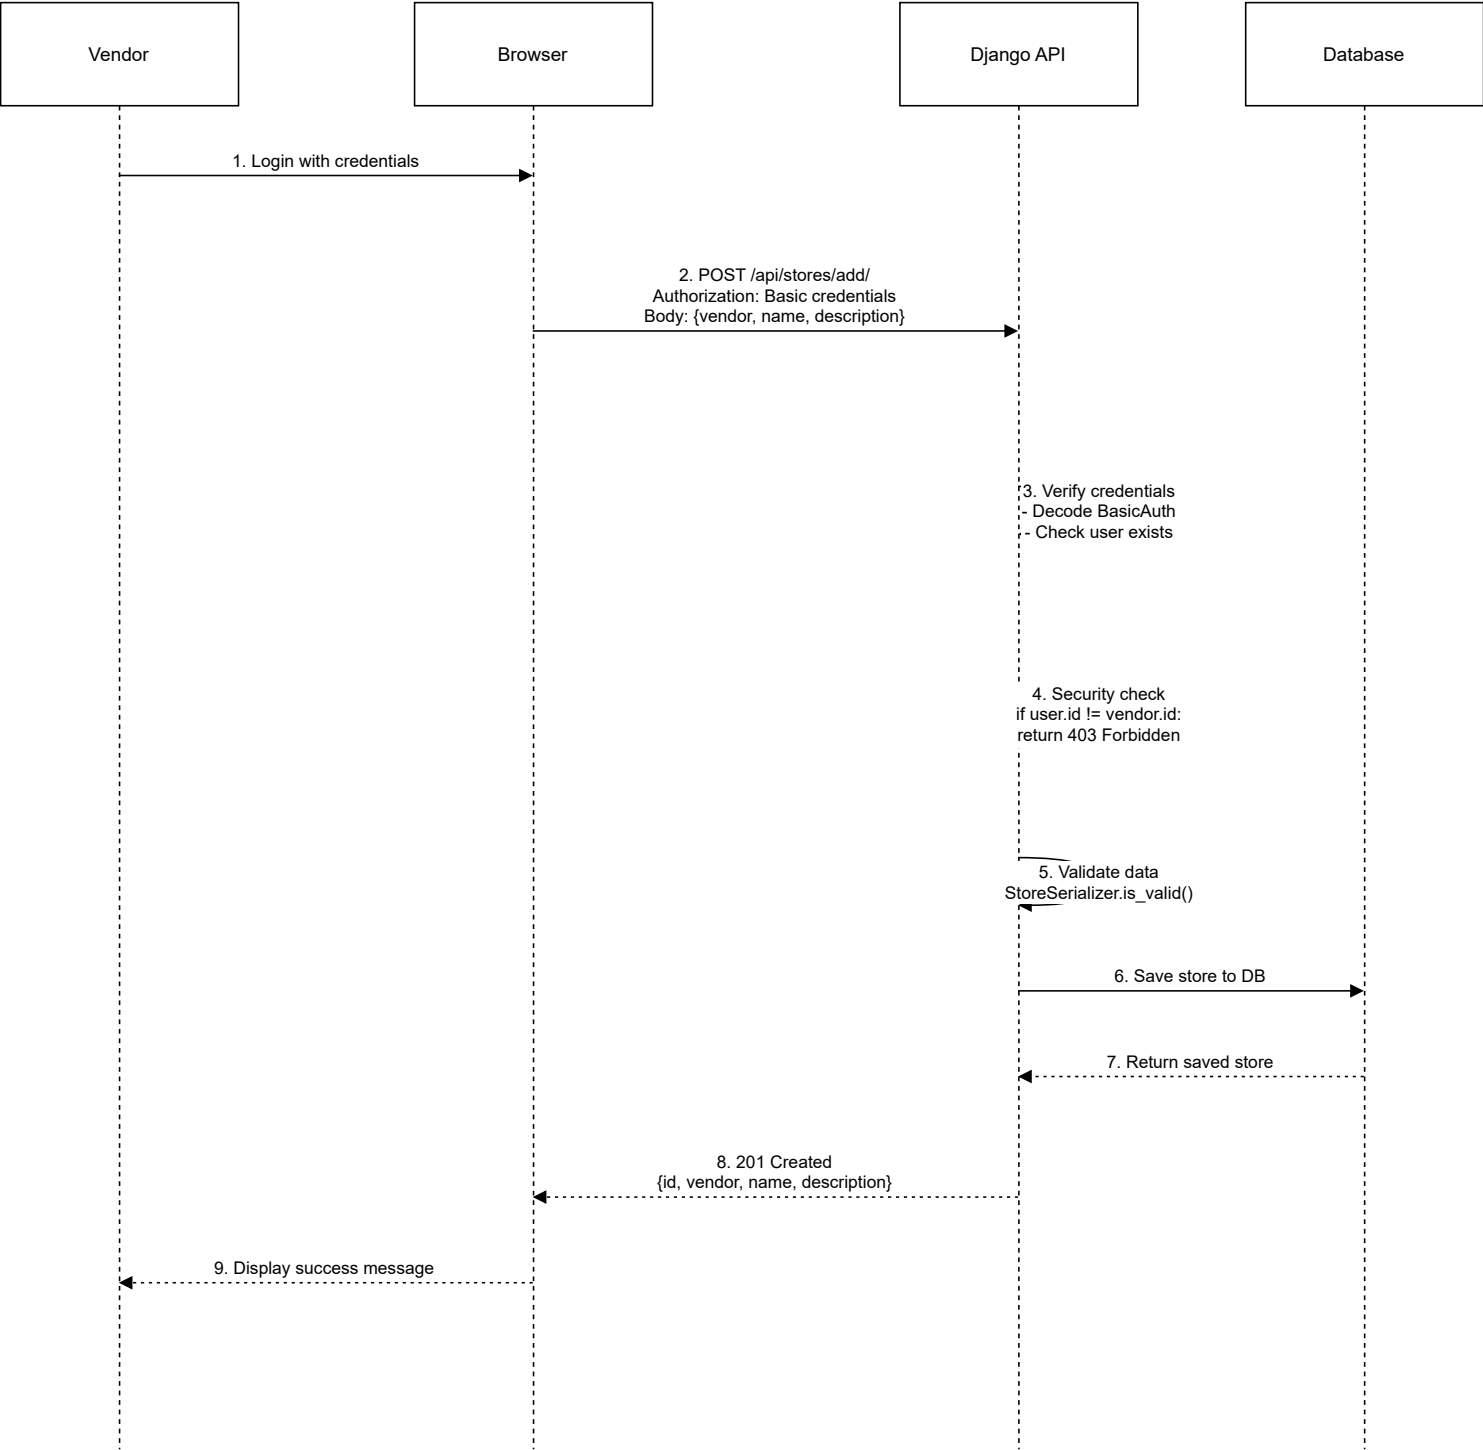 Vendor
Browser
Django API
Database
1. Login with credentials
2. POST /api/stores/add/
Authorization: Basic credentials
Body: {vendor, name, description}
3. Verify credentials
- Decode BasicAuth
- Check user exists
4. Security check
if user.id != vendor.id:
return 403 Forbidden
5. Validate data
StoreSerializer.is_valid()
6. Save store to DB
7. Return saved store
8. 201 Created
{id, vendor, name, description}
9. Display success message